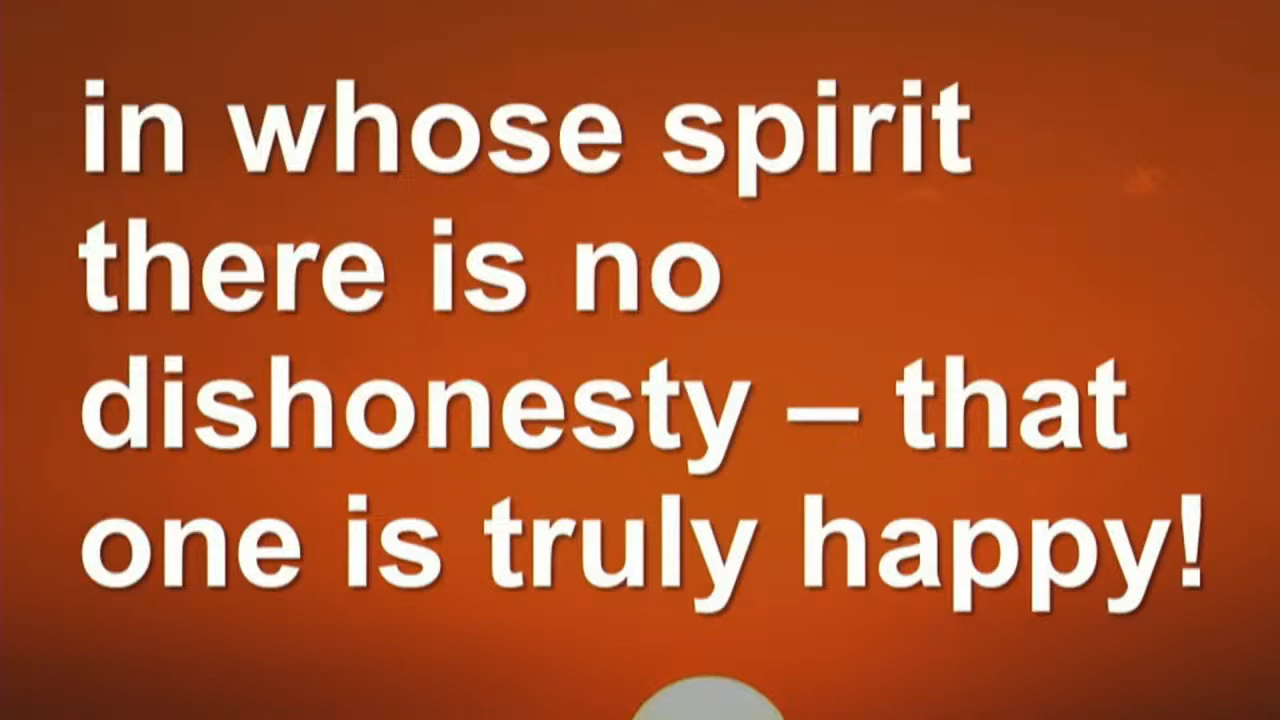 in whose spirit
there is no
dishonesty – that
one is truly happy!